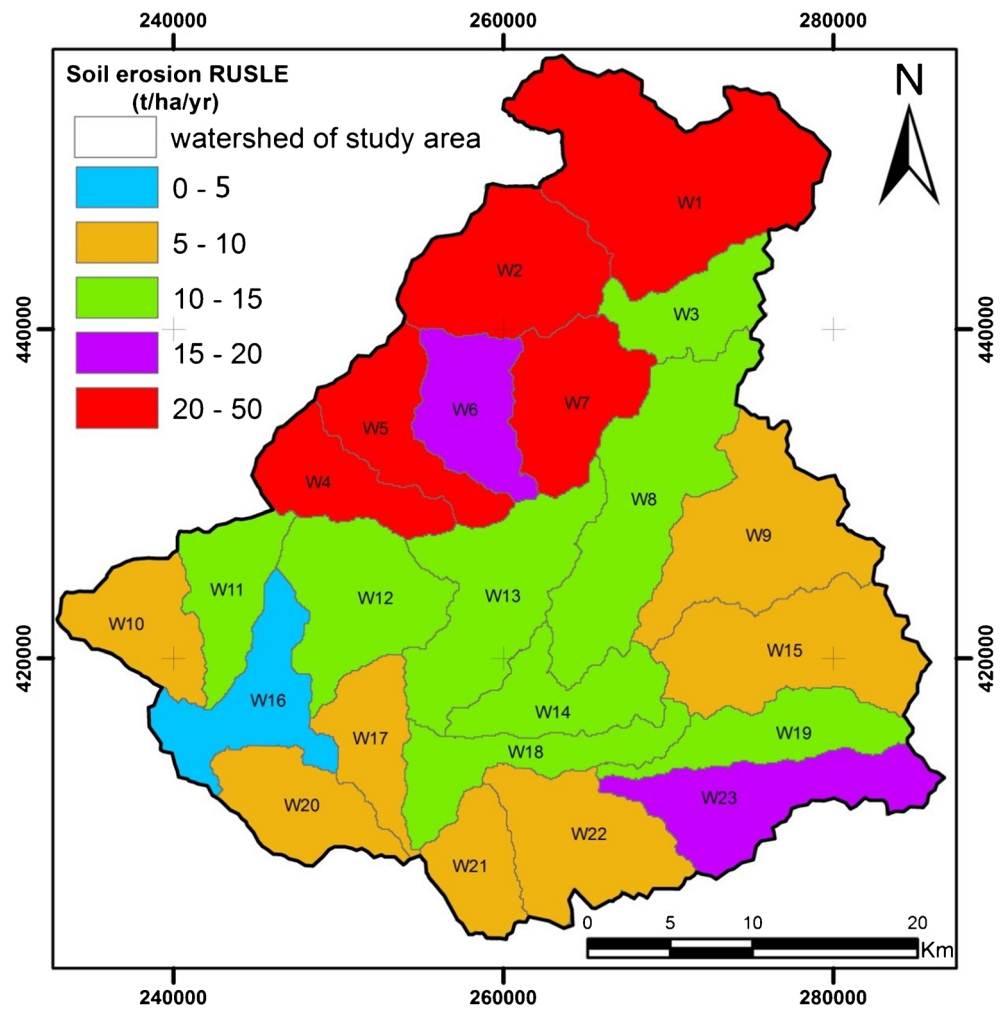 240000 260000 280000
Soil erosion RUSLE
(t/ha/yr)
watershed of study area
0 - 5
5 - 10
10 - 15
15 - 20
20 - 50
N
W1
W2
W3
440000 440000
W6
W7
W5
W4
W8
W9
W11
W12
W13
W10
W15
420000 420000
W16
W14
W17
W18
W19
W23
W20
W22
W21
0 5 10 20
Km
240000 260000 280000